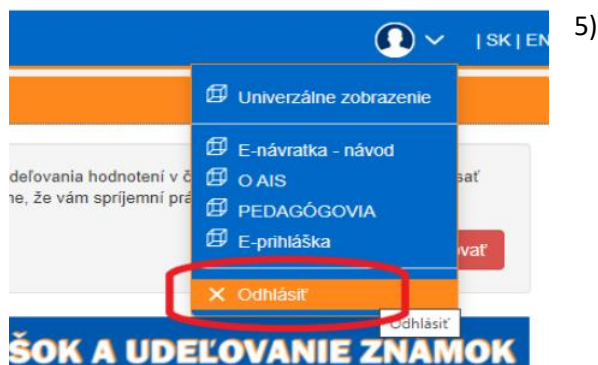 | SK | EN
5)
Univerzálne zobrazenie
E-návratka - návod
deľovania hodnotení v č
sať
O AIS
ne, že vám spríjemní prá
PEDAGÓGOVIA
E-prihláška
vať
Odhlásiť
Odhlásiť
ŠOK A UDEĽOVANIE ZNÁMOK